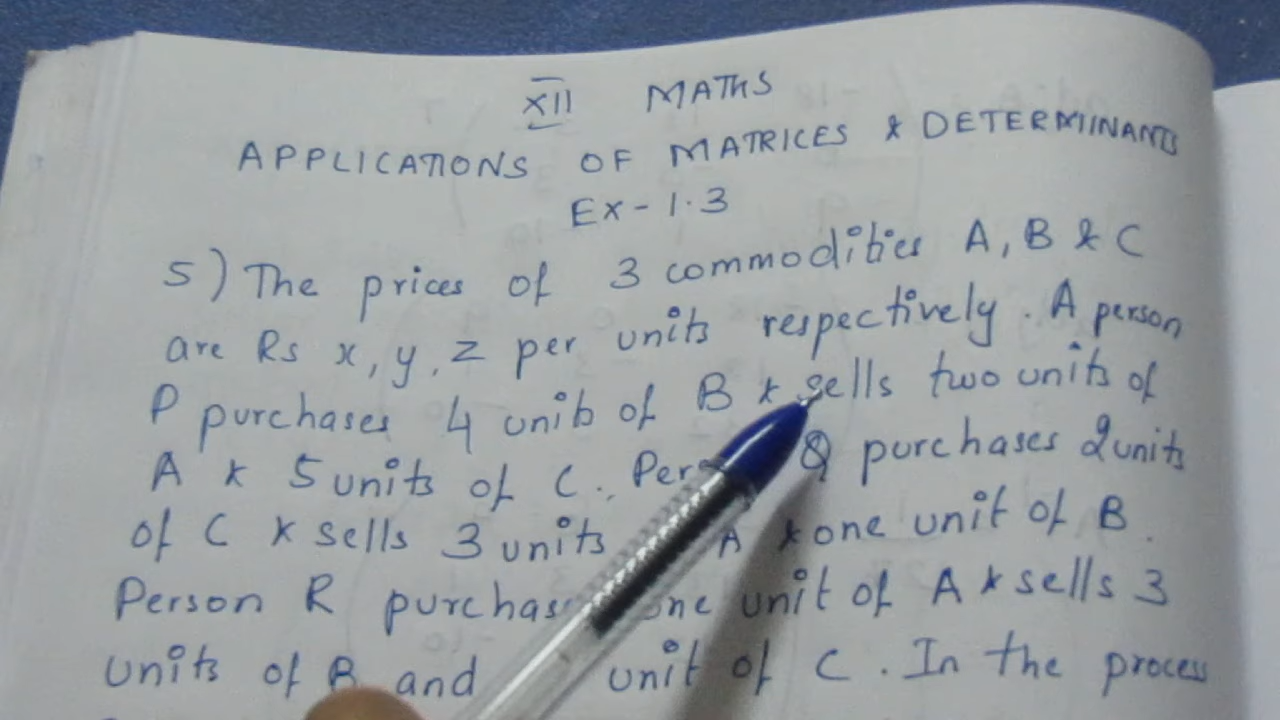 XII MATHS
APPLICATIONS OF MATRICES & DETERMINANTS
Ex - 1.3
5) The prices of 3 commodities A, B & C
are Rs x, y, z per units respectively. A person
P purchases 4 units of B & sells two units of
A & 5 units of C. Per Q purchases 2 units
of C & sells 3 units A & one unit of B.
Person R purchas one unit of A & sells 3
units of B and unit of C. In the process